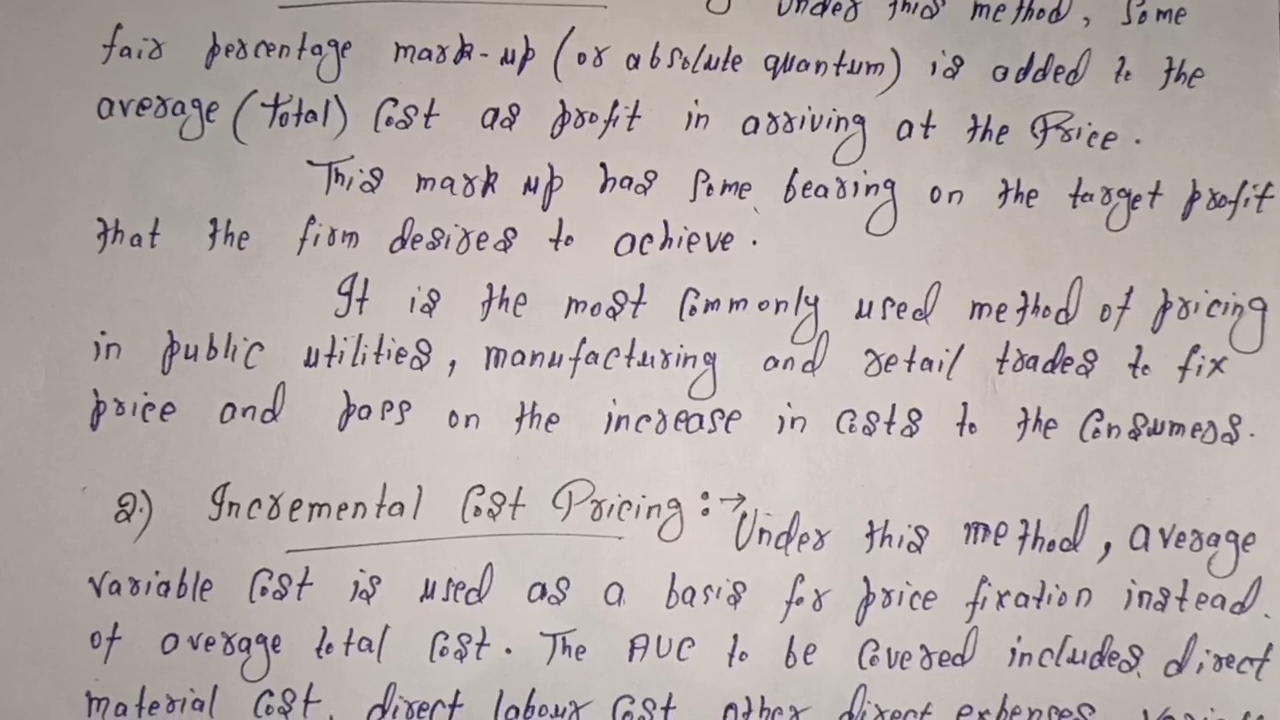 Under this method, Some
fair percentage mark-up (or absolute quantum) is added to the
average (total) Cost as profit in arriving at the Price.
This mark up has Some bearing on the target profit
that the firm desires to achieve.
It is the most Commonly used method of pricing
in public utilities, manufacturing and retail trades to fix
price and pass on the increase in Costs to the Consumers.
2.) Incremental Cost Pricing :→ Under this method, average
Variable Cost is used as a basis for price fixation instead.
of average total Cost. The AVC to be Covered includes direct
material Cost, direct labour Cost other direct expenses